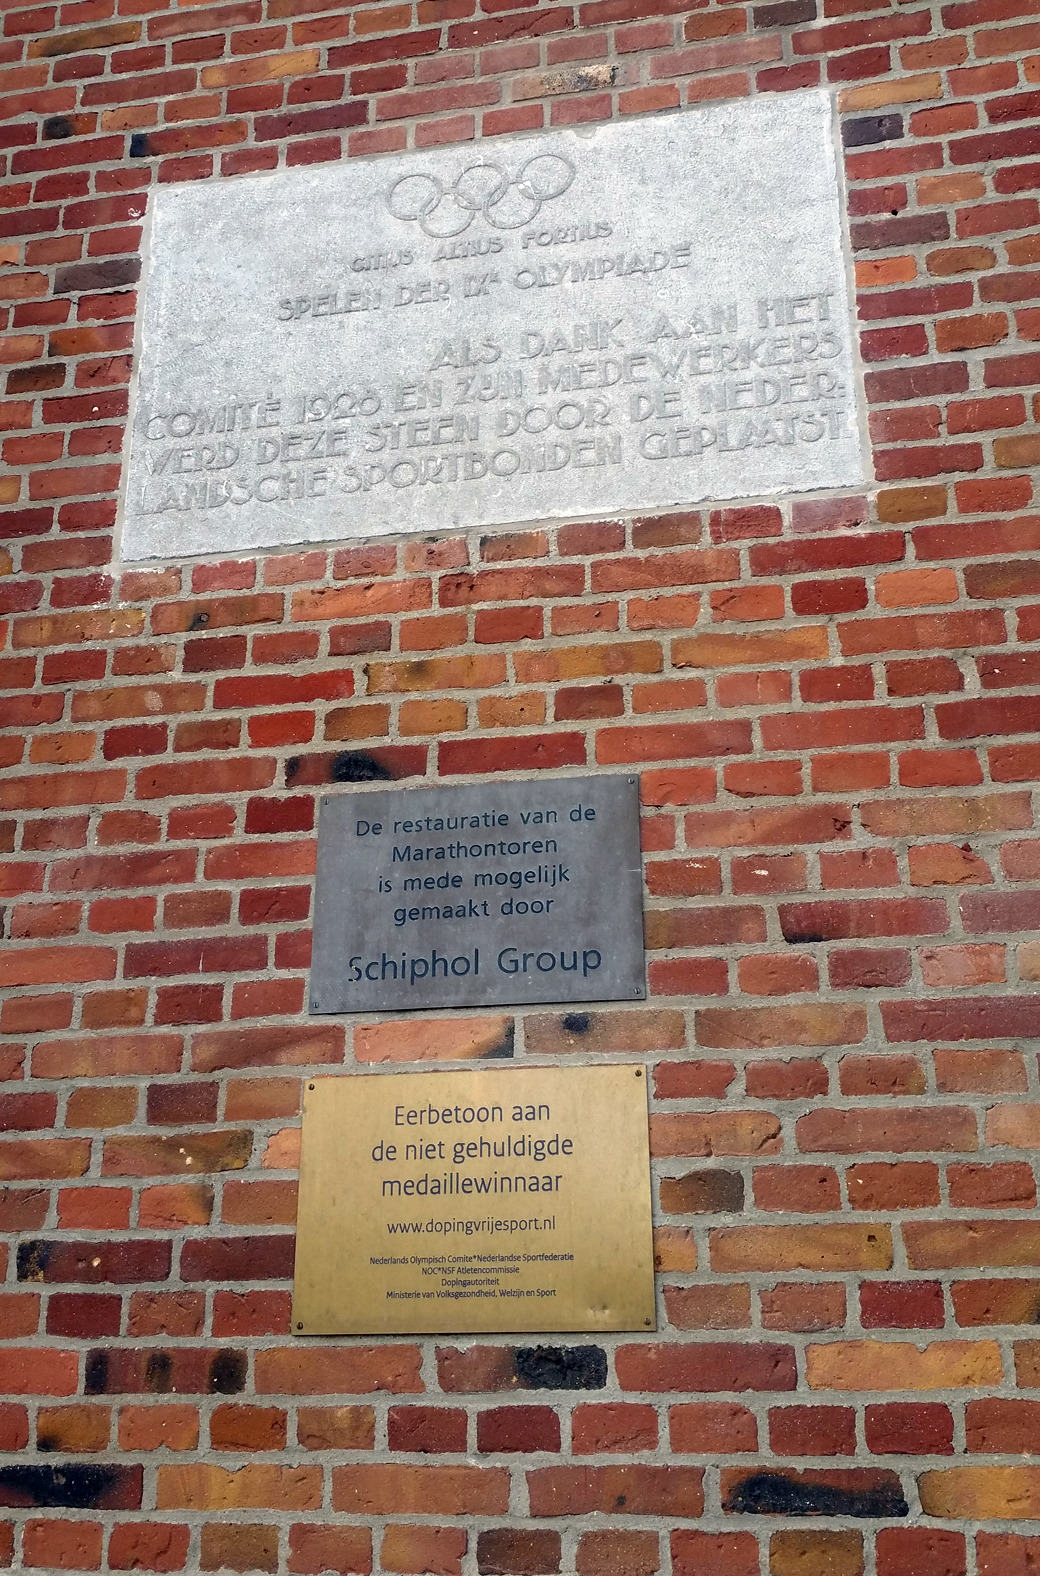 CITIUS ALTIUS FORTIUS
SPELEN DER IXᴱ OLYMPIADE
ALS DANK AAN HET
COMITÉ 1928 EN ZIJN MEDEWERKERS
WERD DEZE STEEN DOOR DE NEDER-
LANDSCHE SPORTBONDEN GEPLAATST.
De restauratie van de
Marathontoren
is mede mogelijk
gemaakt door
Schiphol Group
Eerbetoon aan
de niet gehuldigde
medaillewinnaar
www.dopingvrijesport.nl
Nederlands Olympisch Comite*Nederlandse Sportfederatie
NOC*NSF Atletencommissie
Dopingautoriteit
Ministerie van Volksgezondheid, Welzijn en Sport